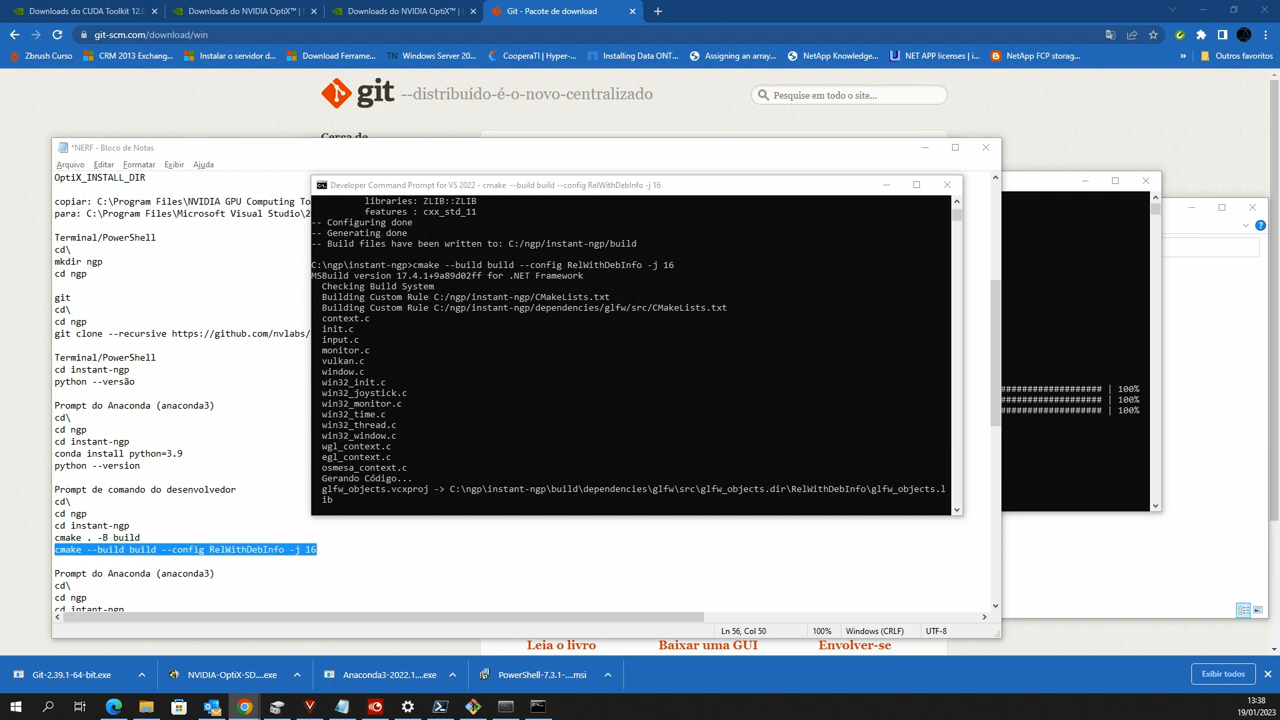 Downloads do CUDA Toolkit 12.0
Downloads do NVIDIA OptiX™ |
Downloads do NVIDIA OptiX™ |
Git - Pacote de download
git-scm.com/download/win
Zbrush Curso
CRM 2013 Exchang...
Instalar o servidor d...
Download Ferrame...
Windows Server 20...
CooperaTI | Hyper-...
Installing Data ONT...
Assigning an array...
NetApp Knowledge...
NET APP licenses | i...
NetApp FCP storag...
»
Outros favoritos
git --distribuído-é-o-novo-centralizado
Pesquise em todo o site...
Cerca de
*NERF - Bloco de Notas
Arquivo Editar Formatar Exibir Ajuda
OptiX_INSTALL_DIR
copiar: C:\Program Files\NVIDIA GPU Computing To
para: C:\Program Files\Microsoft Visual Studio\2
Terminal/PowerShell
cd\
mkdir ngp
cd ngp
git
cd\
cd ngp
git clone --recursive https://github.com/nvlabs/
Terminal/PowerShell
cd instant-ngp
python --versão
Prompt do Anaconda (anaconda3)
cd\
cd ngp
cd instant-ngp
conda install python=3.9
python --version
Prompt de comando do desenvolvedor
cd\
cd ngp
cd instant-ngp
cmake . -B build
cmake --build build --config RelWithDebInfo -j 16
Prompt do Anaconda (anaconda3)
cd\
cd ngp
cd intant-ngp
Ln 56, Col 50
100%
Windows (CRLF)
UTF-8
Developer Command Prompt for VS 2022 - cmake --build build --config RelWithDebInfo -j 16
libraries: ZLIB::ZLIB
features : cxx_std_11
-- Configuring done
-- Generating done
-- Build files have been written to: C:/ngp/instant-ngp/build
C:\ngp\instant-ngp>cmake --build build --config RelWithDebInfo -j 16
MSBuild version 17.4.1+9a89d02ff for .NET Framework
Checking Build System
Building Custom Rule C:/ngp/instant-ngp/CMakeLists.txt
Building Custom Rule C:/ngp/instant-ngp/dependencies/glfw/src/CMakeLists.txt
context.c
init.c
input.c
monitor.c
vulkan.c
window.c
win32_init.c
win32_joystick.c
win32_monitor.c
win32_time.c
win32_thread.c
win32_window.c
wgl_context.c
egl_context.c
osmesa_context.c
Gerando Código...
glfw_objects.vcxproj -> C:\ngp\instant-ngp\build\dependencies\glfw\src\glfw_objects.dir\RelWithDebInfo\glfw_objects.l
ib
################### | 100%
################### | 100%
################### | 100%
Leia o livro
Baixar uma GUI
Envolver-se
Git-2.39.1-64-bit.exe
NVIDIA-OptiX-SD....exe
Anaconda3-2022.1....exe
PowerShell-7.3.1-....msi
Exibir todos
13:38
19/01/2023